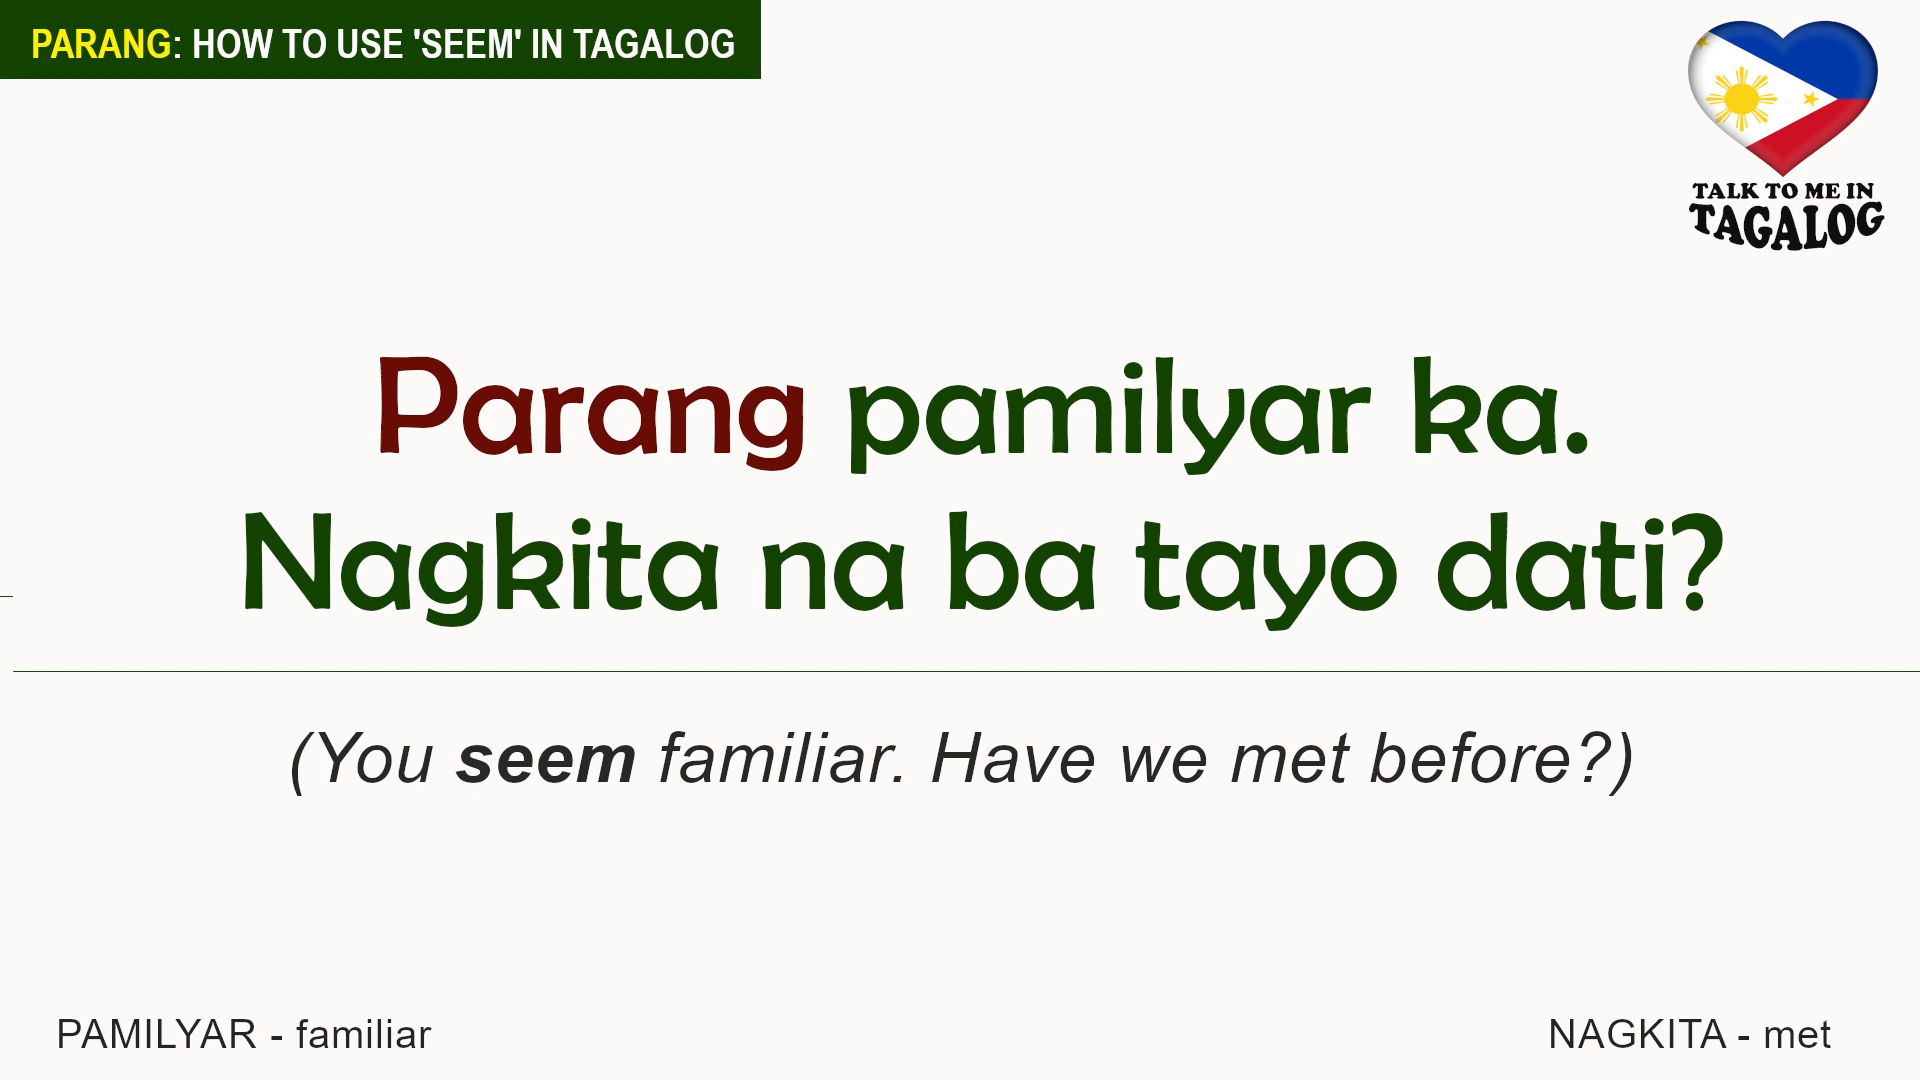 PARANG: HOW TO USE 'SEEM' IN TAGALOG
TALK TO ME IN
TAGALOG
Parang pamilyar ka.
Nagkita na ba tayo dati?
(You seem familiar. Have we met before?)
PAMILYAR - familiar
NAGKITA - met